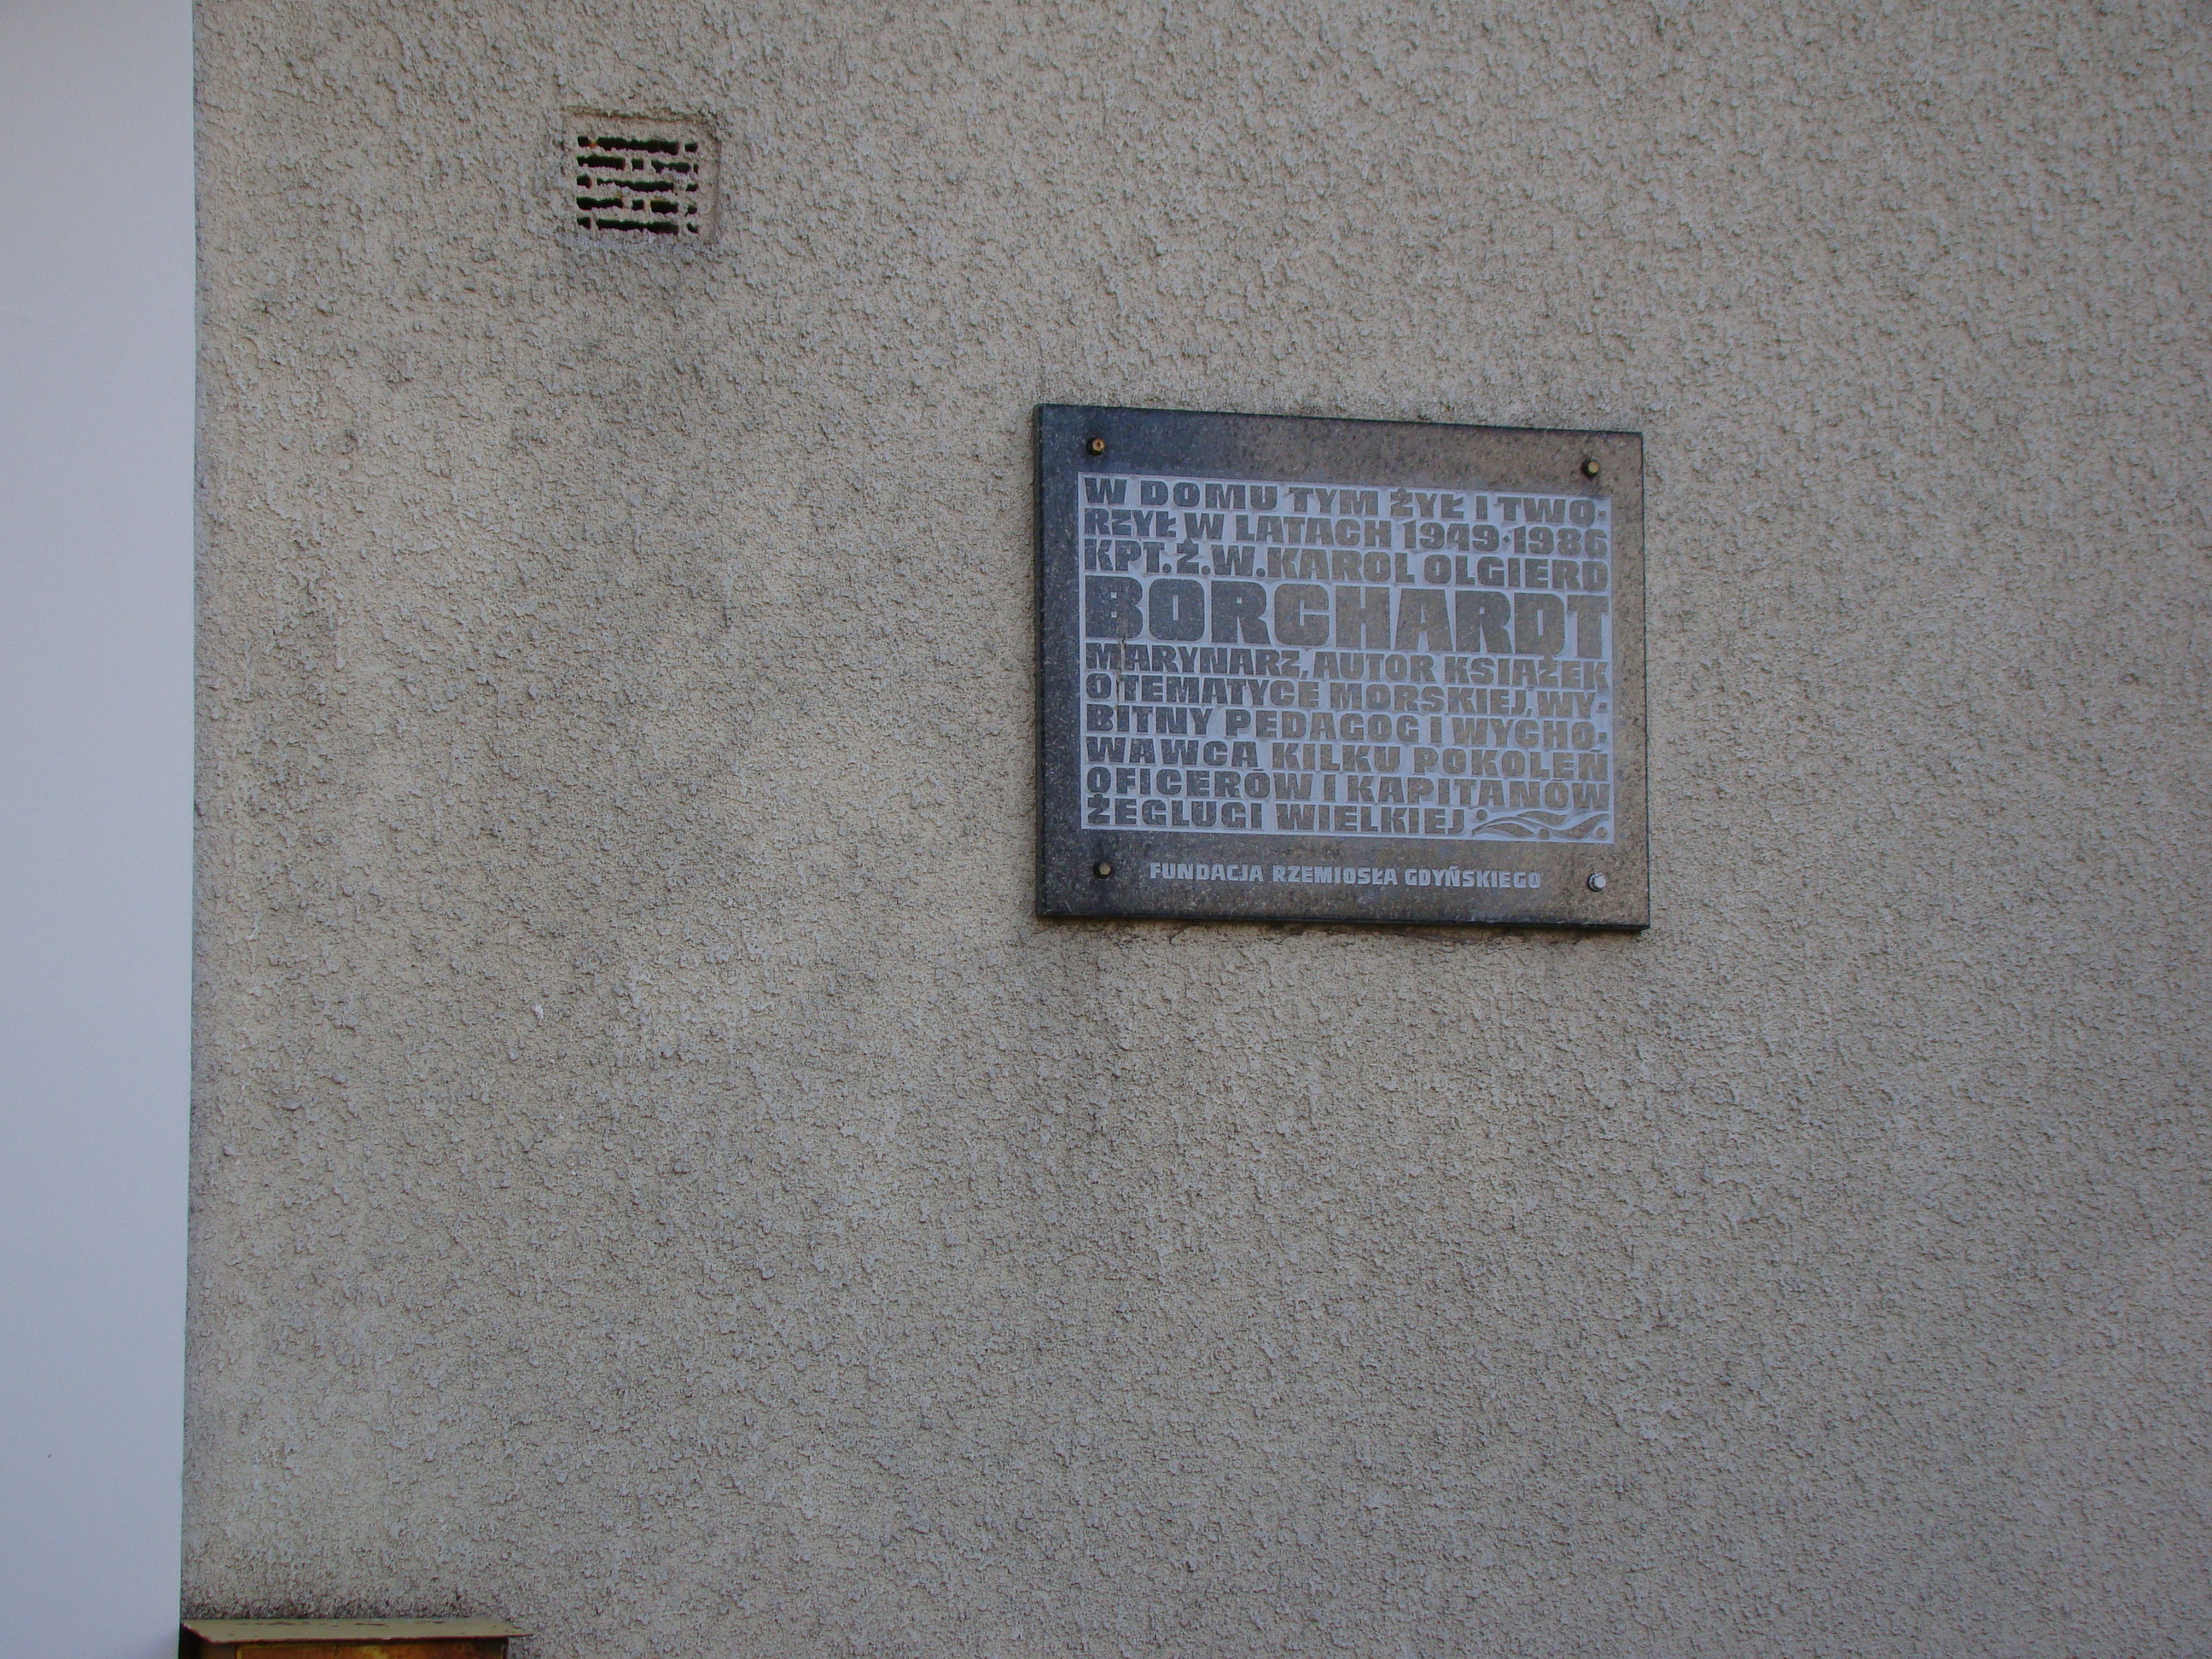 W DOMU TYM ŻYŁ I TWO-
RZYŁ W LATACH 1949-1986
KPT.Ż.W. KAROL OLGIERD
BORCHARDT
MARYNARZ, AUTOR KSIĄŻEK
O TEMATYCE MORSKIEJ, WY-
BITNY PEDAGOG I WYCHO-
WAWCA KILKU POKOLEŃ
OFICERÓW I KAPITANÓW
ŻEGLUGI WIELKIEJ
FUNDACJA RZEMIOSŁA GDYŃSKIEGO